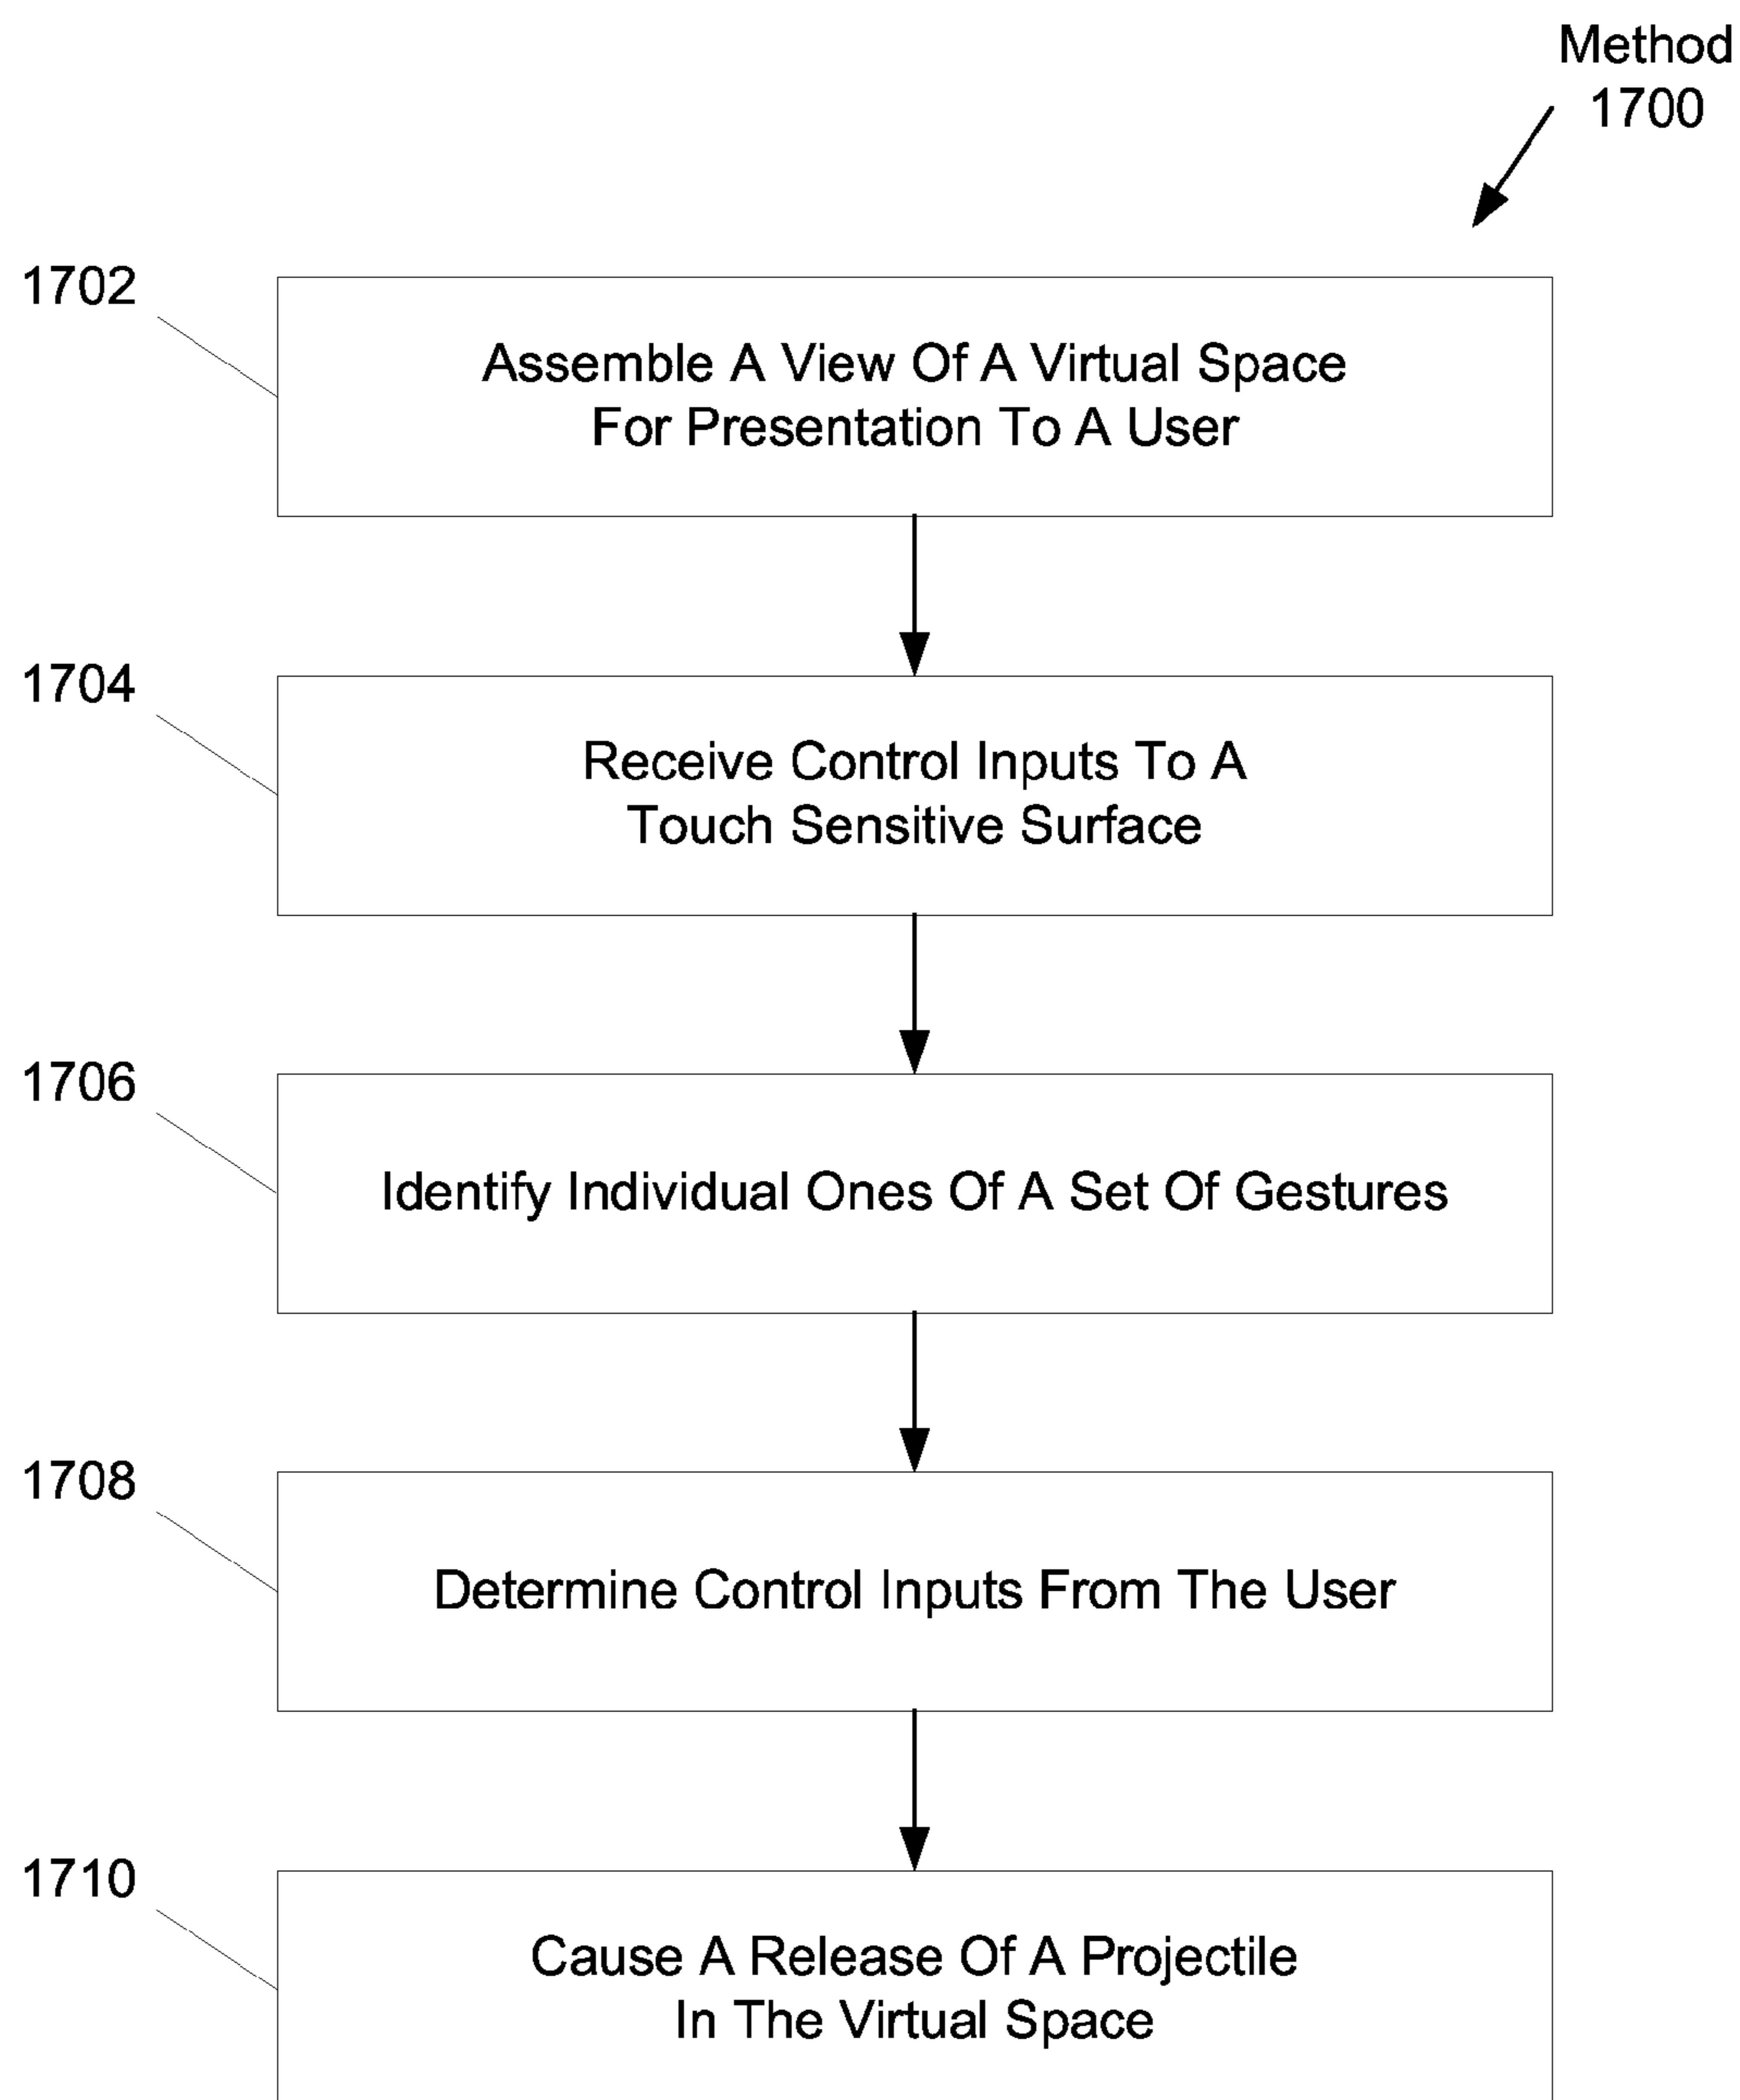 Method
1700
1702
Assemble A View Of A Virtual Space
For Presentation To A User
1704
Receive Control Inputs To A
Touch Sensitive Surface
1706
Identify Individual Ones Of A Set Of Gestures
1708
Determine Control Inputs From The User
1710
Cause A Release Of A Projectile
In The Virtual Space